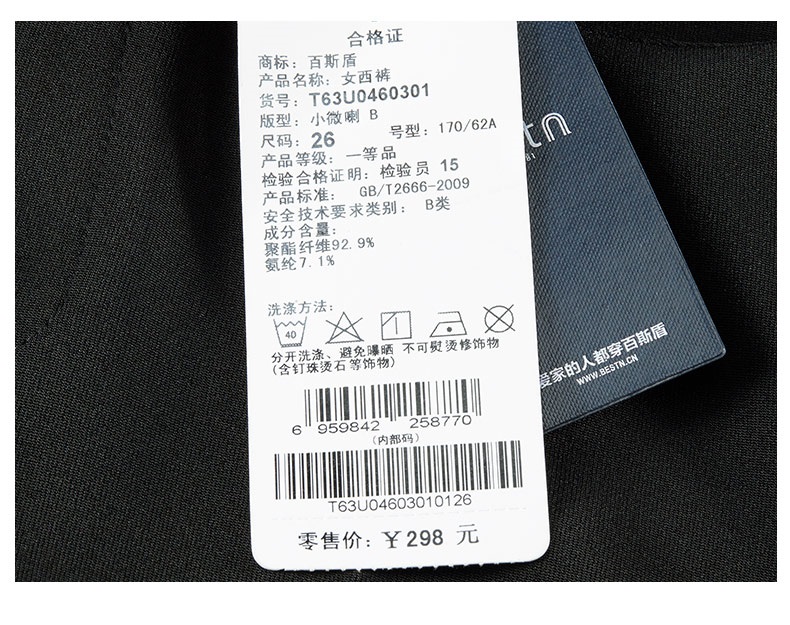 合格证
商标：百斯盾
产品名称：女西裤
货号：T63U0460301
版型：小微喇 B
尺码：26 号型：170/62A
产品等级：一等品
检验合格证明：检验员 15
产品标准： GB/T2666-2009
安全技术要求类别： B类
成分含量：
聚酯纤维92.9%
氨纶7.1%
洗涤方法：
40
分开洗涤、避免曝晒 不可熨烫修饰物
（含钉珠烫石等饰物）
6 959842 258770
（内部码）
T63U04603010126
零售价：￥298 元
爱家的人都穿百斯盾
WWW.BESTN.CN